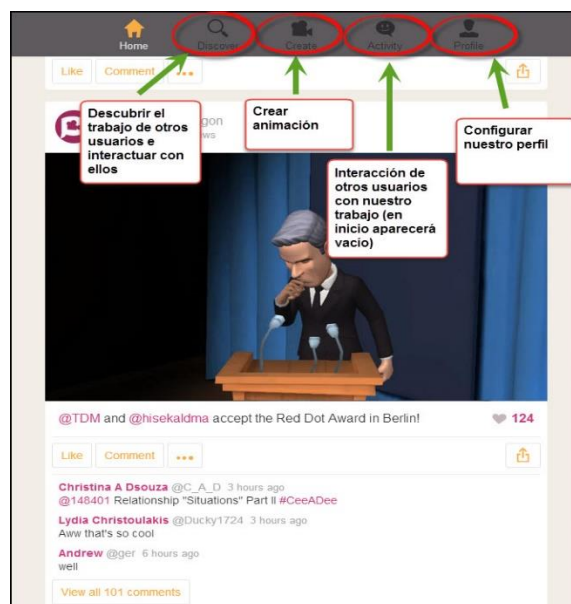 Home
Discover
Create
Activity
Profile
Like
Comment
Descubrir el
trabajo de otros
usuarios e
interactuar con
ellos
Crear
animación
Interacción de
otros usuarios
con nuestro
trabajo (en
inicio aparecerá
vacio)
Configurar
nuestro perfil
@TDM and @hisekaldma accept the Red Dot Award in Berlin!
124
Like
Comment
Christina A Dsouza @C_A_D 3 hours ago
@148401 Relationship "Situations" Part II #CeeADee
Lydia Christoulakis @Ducky1724 3 hours ago
Aww that's so cool
Andrew @ger 6 hours ago
well
View all 101 comments